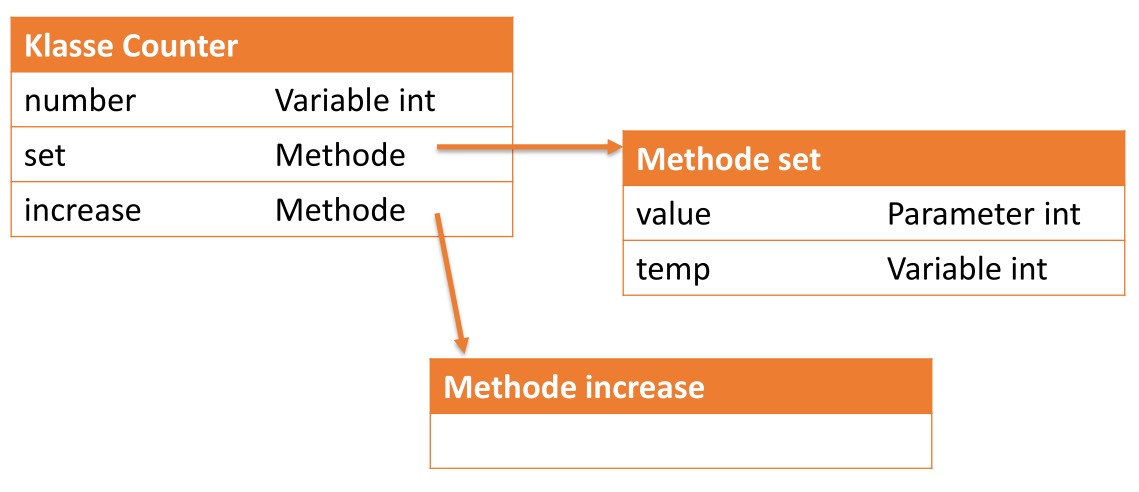 Klasse Counter
number Variable int
set Methode
increase Methode
Methode set
value Parameter int
temp Variable int
Methode increase